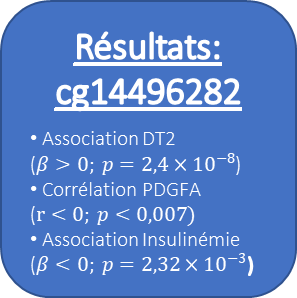 Résultats:
cg14496282
• Association DT2
(β > 0; p = 2,4 × 10⁻⁸)
• Corrélation PDGFA
(r < 0; p < 0,007)
• Association Insulinémie
(β < 0; p = 2,32 × 10⁻³)